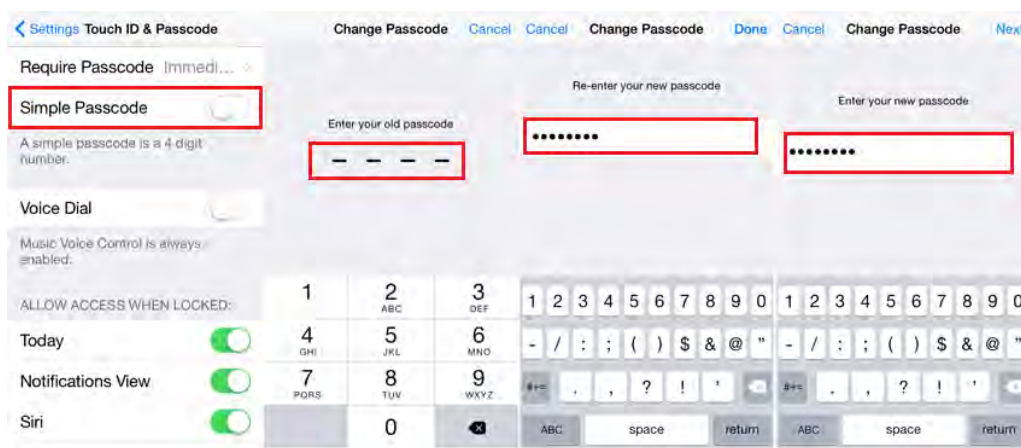 Settings Touch ID & Passcode
Require Passcode Immedi...
Simple Passcode
A simple passcode is a 4 digit
number.
Voice Dial
Music Voice Control is always
enabled.
ALLOW ACCESS WHEN LOCKED:
Today
Notifications View
Siri
Change Passcode Cancel
Enter your old passcode
1 2 3
ABC DEF
4 5 6
GHI JKL MNO
7 8 9
PQRS TUV WXYZ
0
Cancel Change Passcode Done
Re-enter your new passcode
1 2 3 4 5 6 7 8 9 0
- / : ; ( ) $ & @ "
#+= . , ? ! '
ABC space return
Cancel Change Passcode Next
Enter your new passcode
1 2 3 4 5 6 7 8 9 0
- / : ; ( ) $ & @ "
#+= . , ? ! '
ABC space return